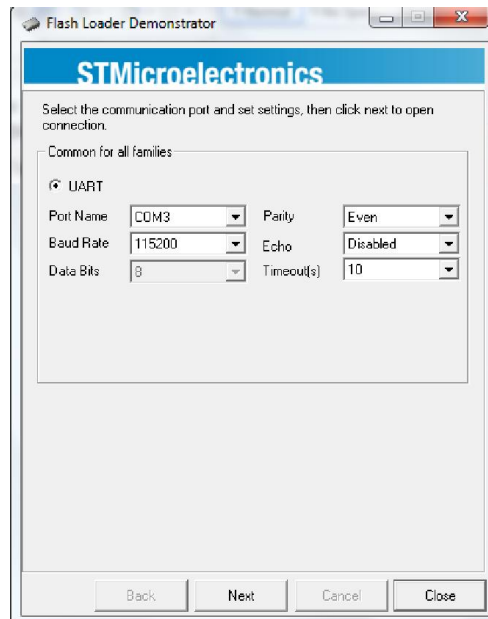 Flash Loader Demonstrator
STMicroelectronics
Select the communication port and set settings, then click next to open
connection.
Common for all families
UART
Port Name COM3 Parity Even
Baud Rate 115200 Echo Disabled
Data Bits 8 Timeout(s) 10
Back Next Cancel Close